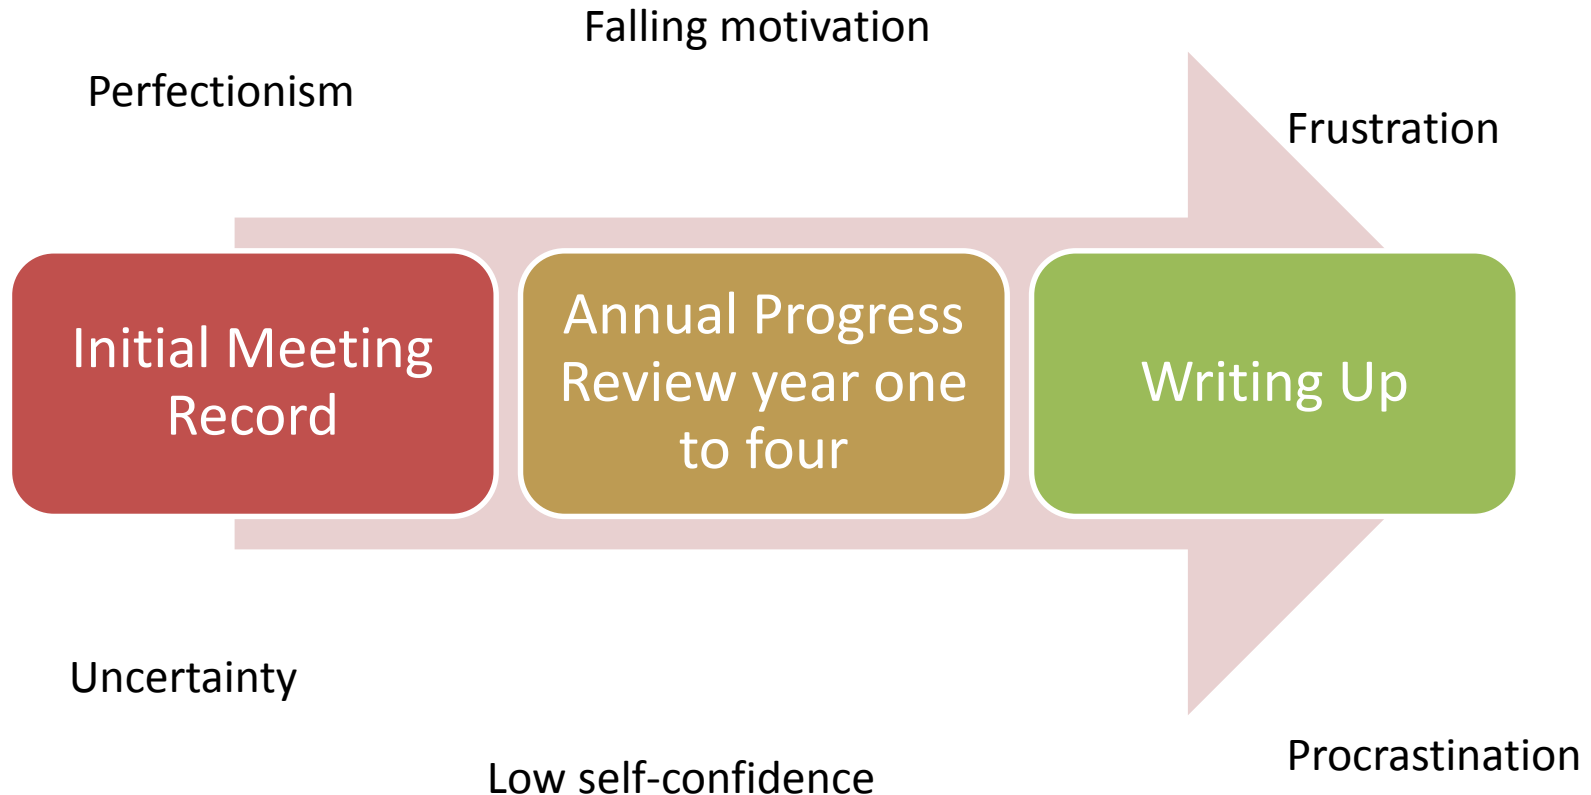 Falling motivation
Perfectionism
Frustration
Initial Meeting
Record
Annual Progress
Review year one
to four
Writing Up
Uncertainty
Low self-confidence
Procrastination